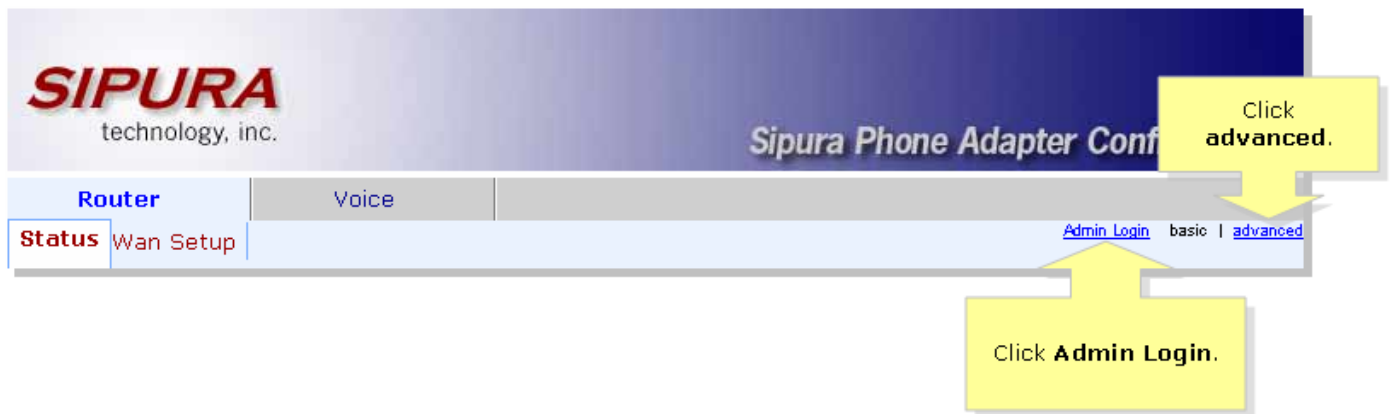 SIPURA
technology, inc.
Sipura Phone Adapter Conf
Click
advanced.
Router
Voice
Status
Wan Setup
Admin Login basic | advanced
Click Admin Login.